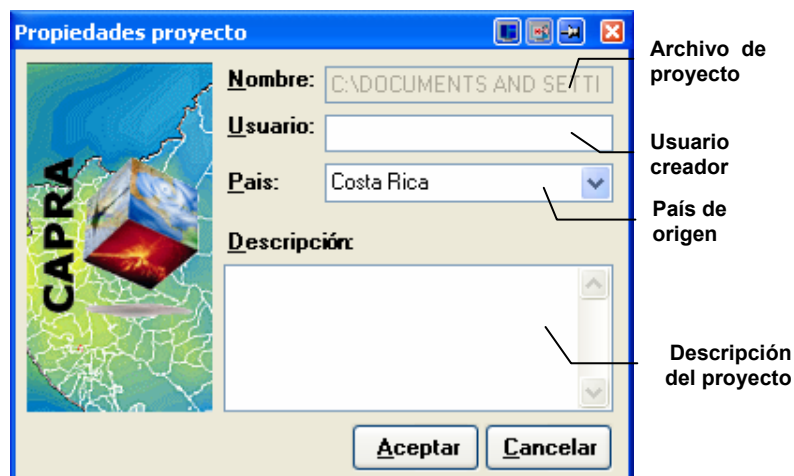 Propiedades proyecto
Nombre: C:\DOCUMENTS AND SETTI
Usuario:
Pais: Costa Rica
Descripción:
CAPRA
Aceptar Cancelar
Archivo de
proyecto
Usuario
creador
País de
origen
Descripción
del proyecto